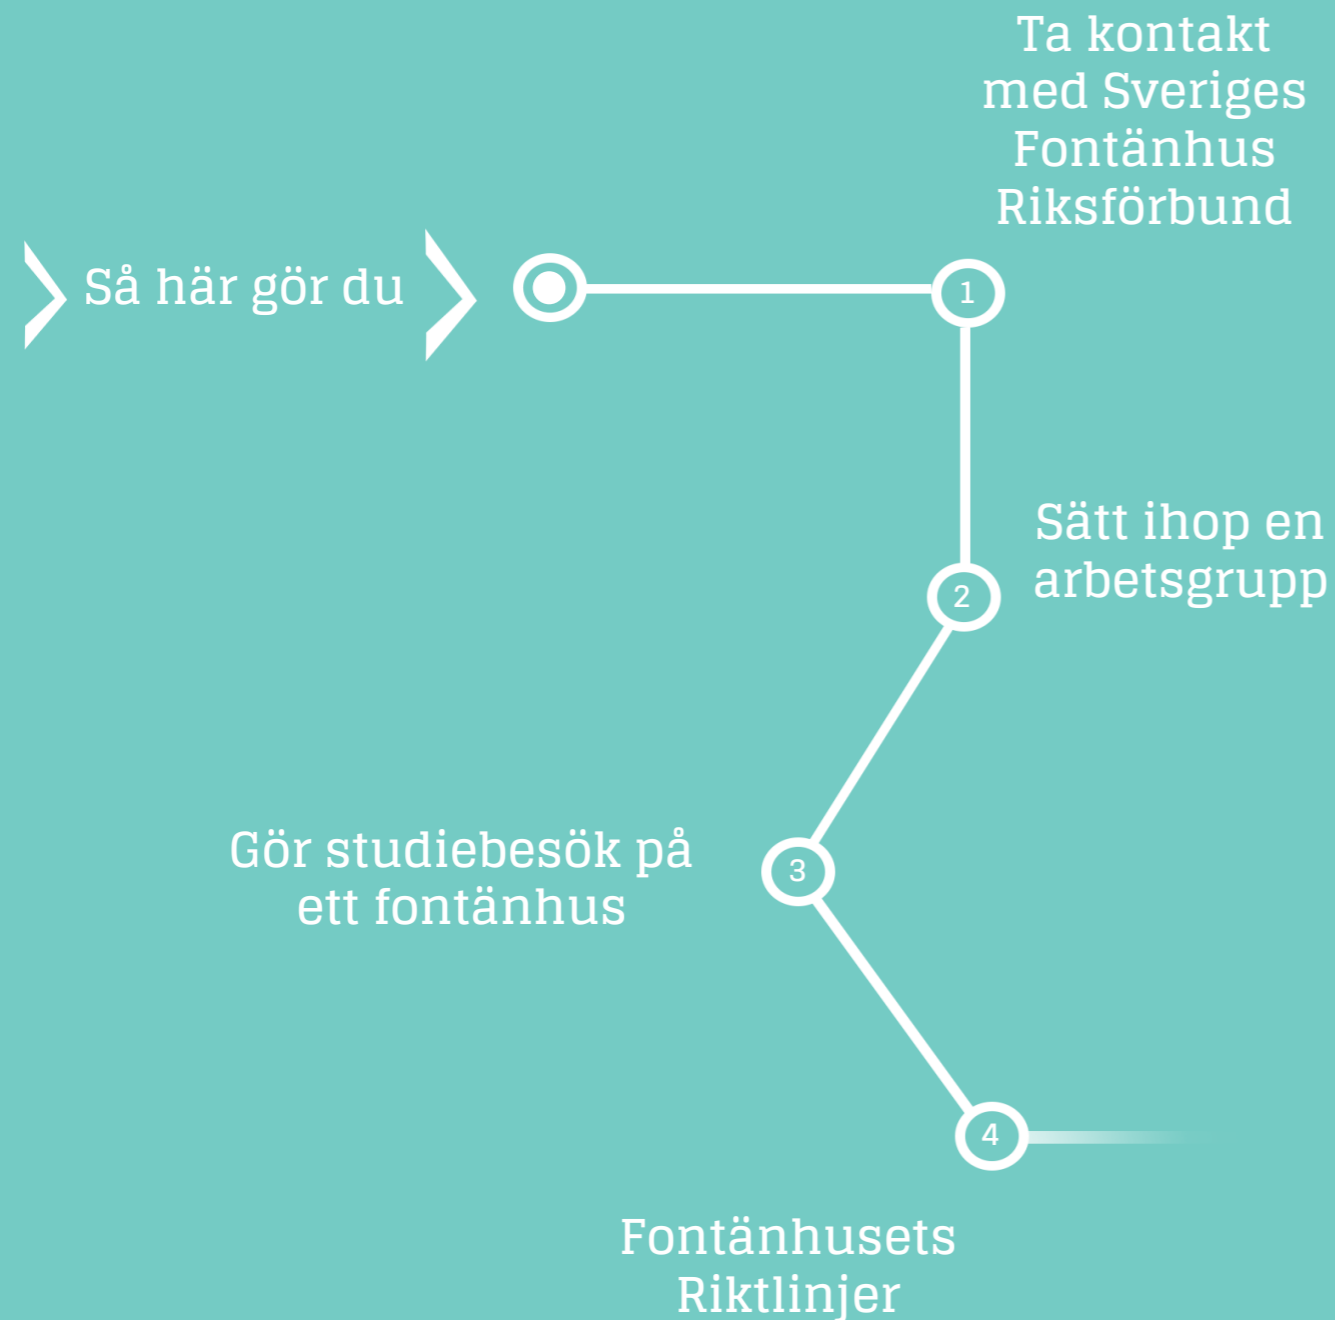 Så här gör du
Ta kontakt
med Sveriges
Fontänhus
Riksförbund
1
Sätt ihop en
arbetsgrupp
2
Gör studiebesök på
ett fontänhus
3
4
Fontänhusets
Riktlinjer